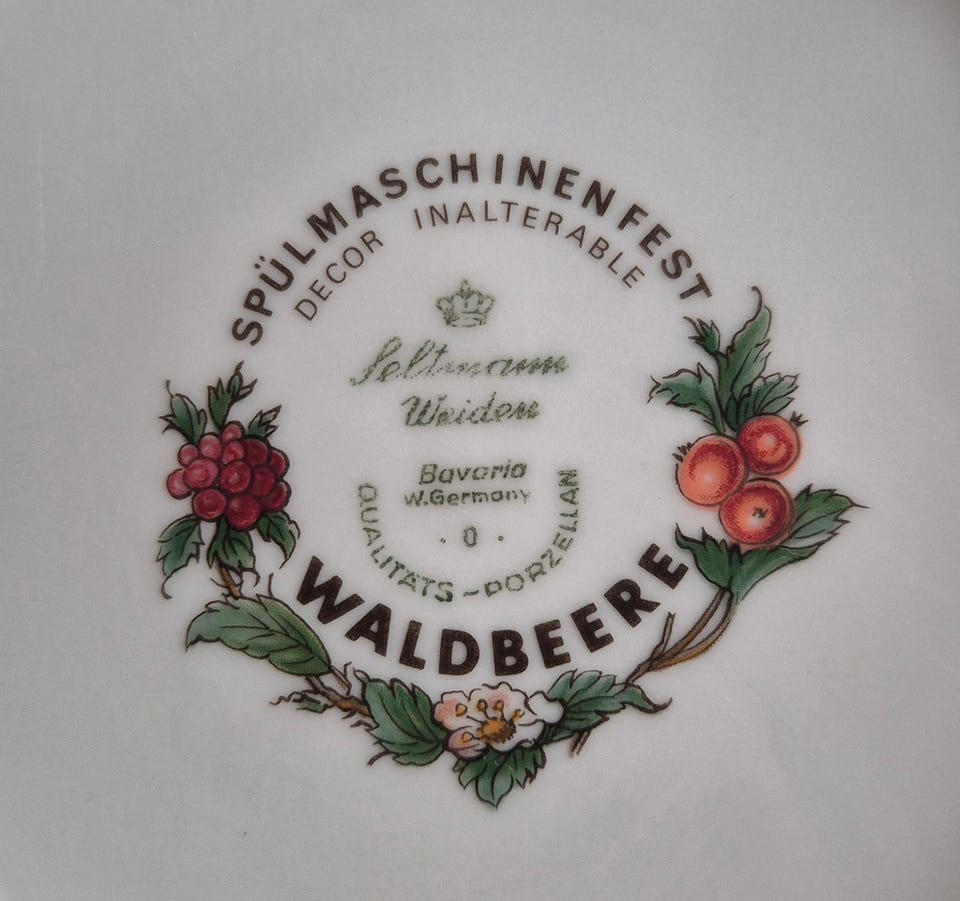 SPÜLMASCHINENFEST
DECOR INALTERABLE
Seltmann
Weiden
Bavaria
W.Germany
· 0 ·
QUALITÄTS-PORZELLAN
WALDBEERE